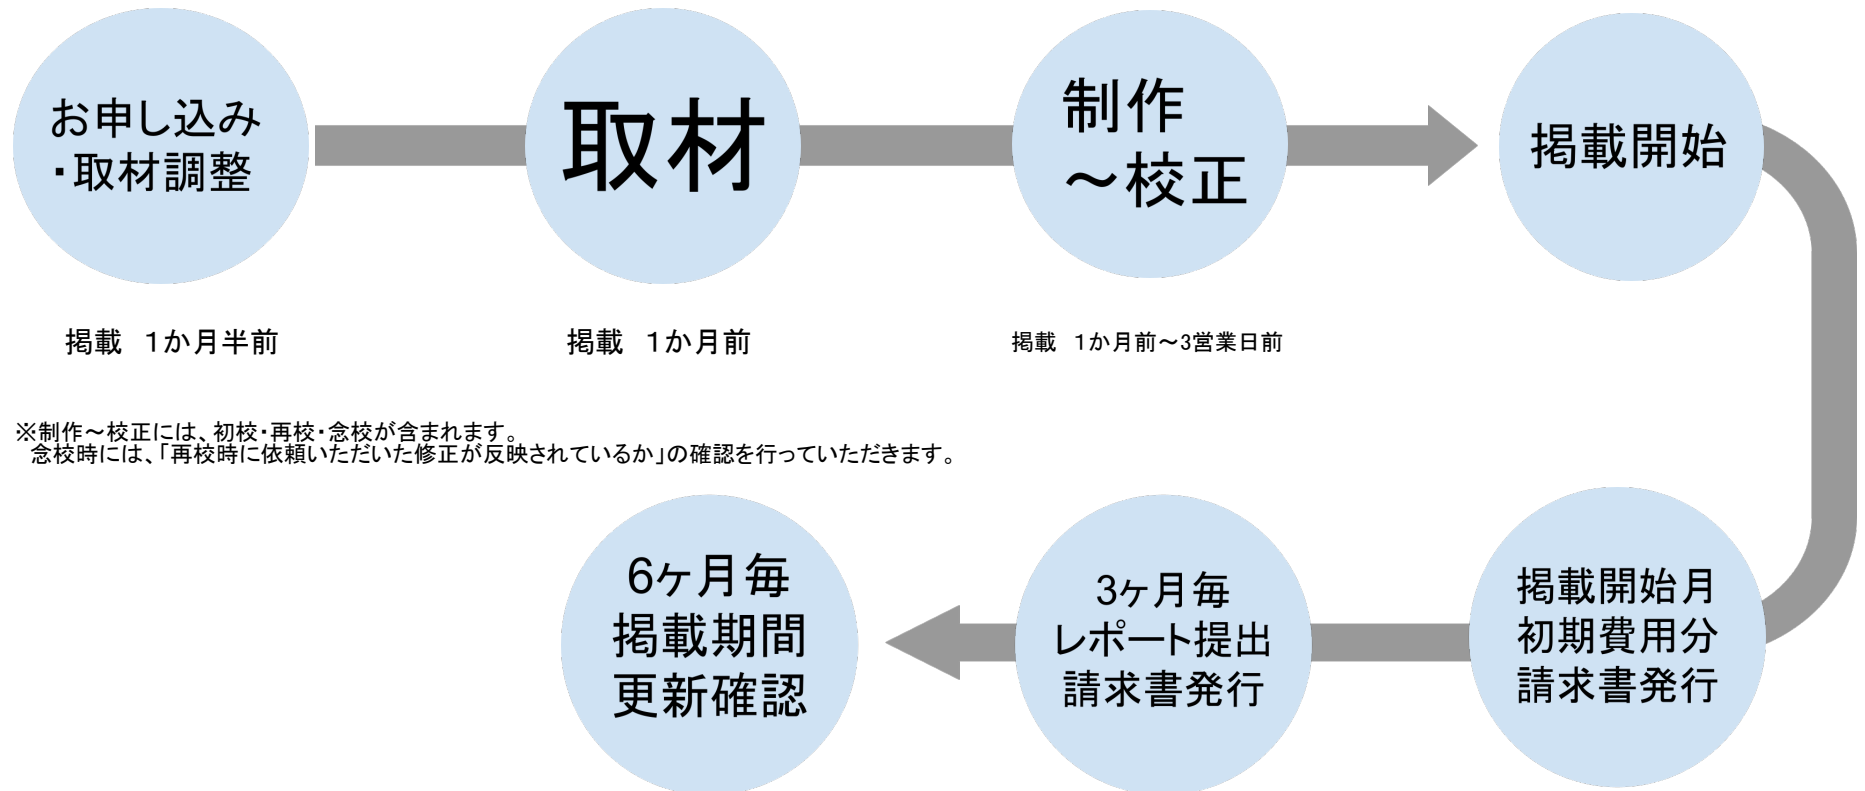 お申し込み
・取材調整
取材
制作
～校正
掲載開始
掲載　1か月半前
掲載　1か月前
掲載　1か月前～3営業日前
※制作～校正には、初校・再校・念校が含まれます。
念校時には、「再校時に依頼いただいた修正が反映されているか」の確認を行っていただきます。
6ヶ月毎
掲載期間
更新確認
3ヶ月毎
レポート提出
請求書発行
掲載開始月
初期費用分
請求書発行